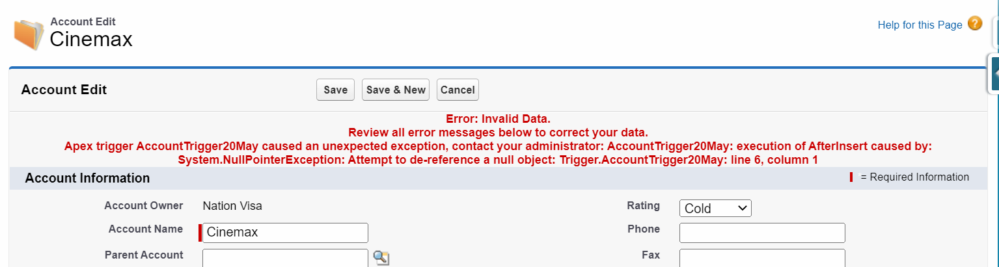 Account Edit
Cinemax
Help for this Page ?
Account Edit
Save
Save & New
Cancel
Error: Invalid Data.
Review all error messages below to correct your data.
Apex trigger AccountTrigger20May caused an unexpected exception, contact your administrator: AccountTrigger20May: execution of AfterInsert caused by:
System.NullPointerException: Attempt to de-reference a null object: Trigger.AccountTrigger20May: line 6, column 1
Account Information
= Required Information
Account Owner
Nation Visa
Rating
Cold
Account Name
Cinemax
Phone
Parent Account
Fax